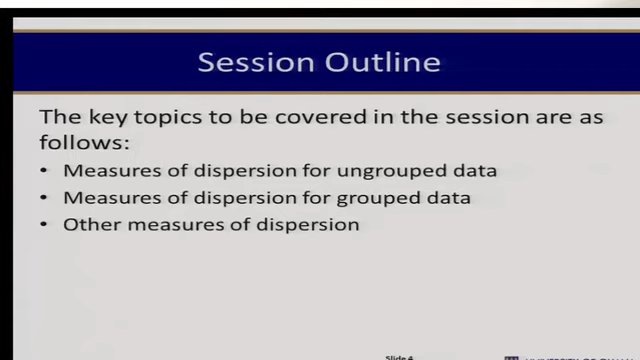 Session Outline
The key topics to be covered in the session are as
follows:
• Measures of dispersion for ungrouped data
• Measures of dispersion for grouped data
• Other measures of dispersion
Slide 4